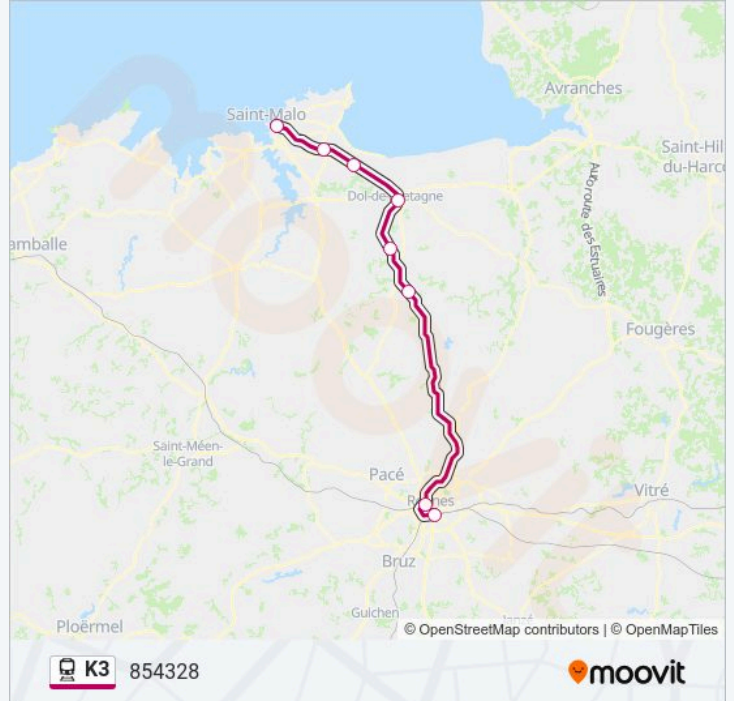 Avranches
Saint-Malo
Saint-Hil
du-Harco
Dol-de-Bretagne
Autoroute des Estuaires
amballe
Fougères
Saint-Méen-
le-Grand
Pacé
Vitré
Rennes
Bruz
Guichen
Ploërmel
© OpenStreetMap contributors | © OpenMapTiles
K3 854328
moovit